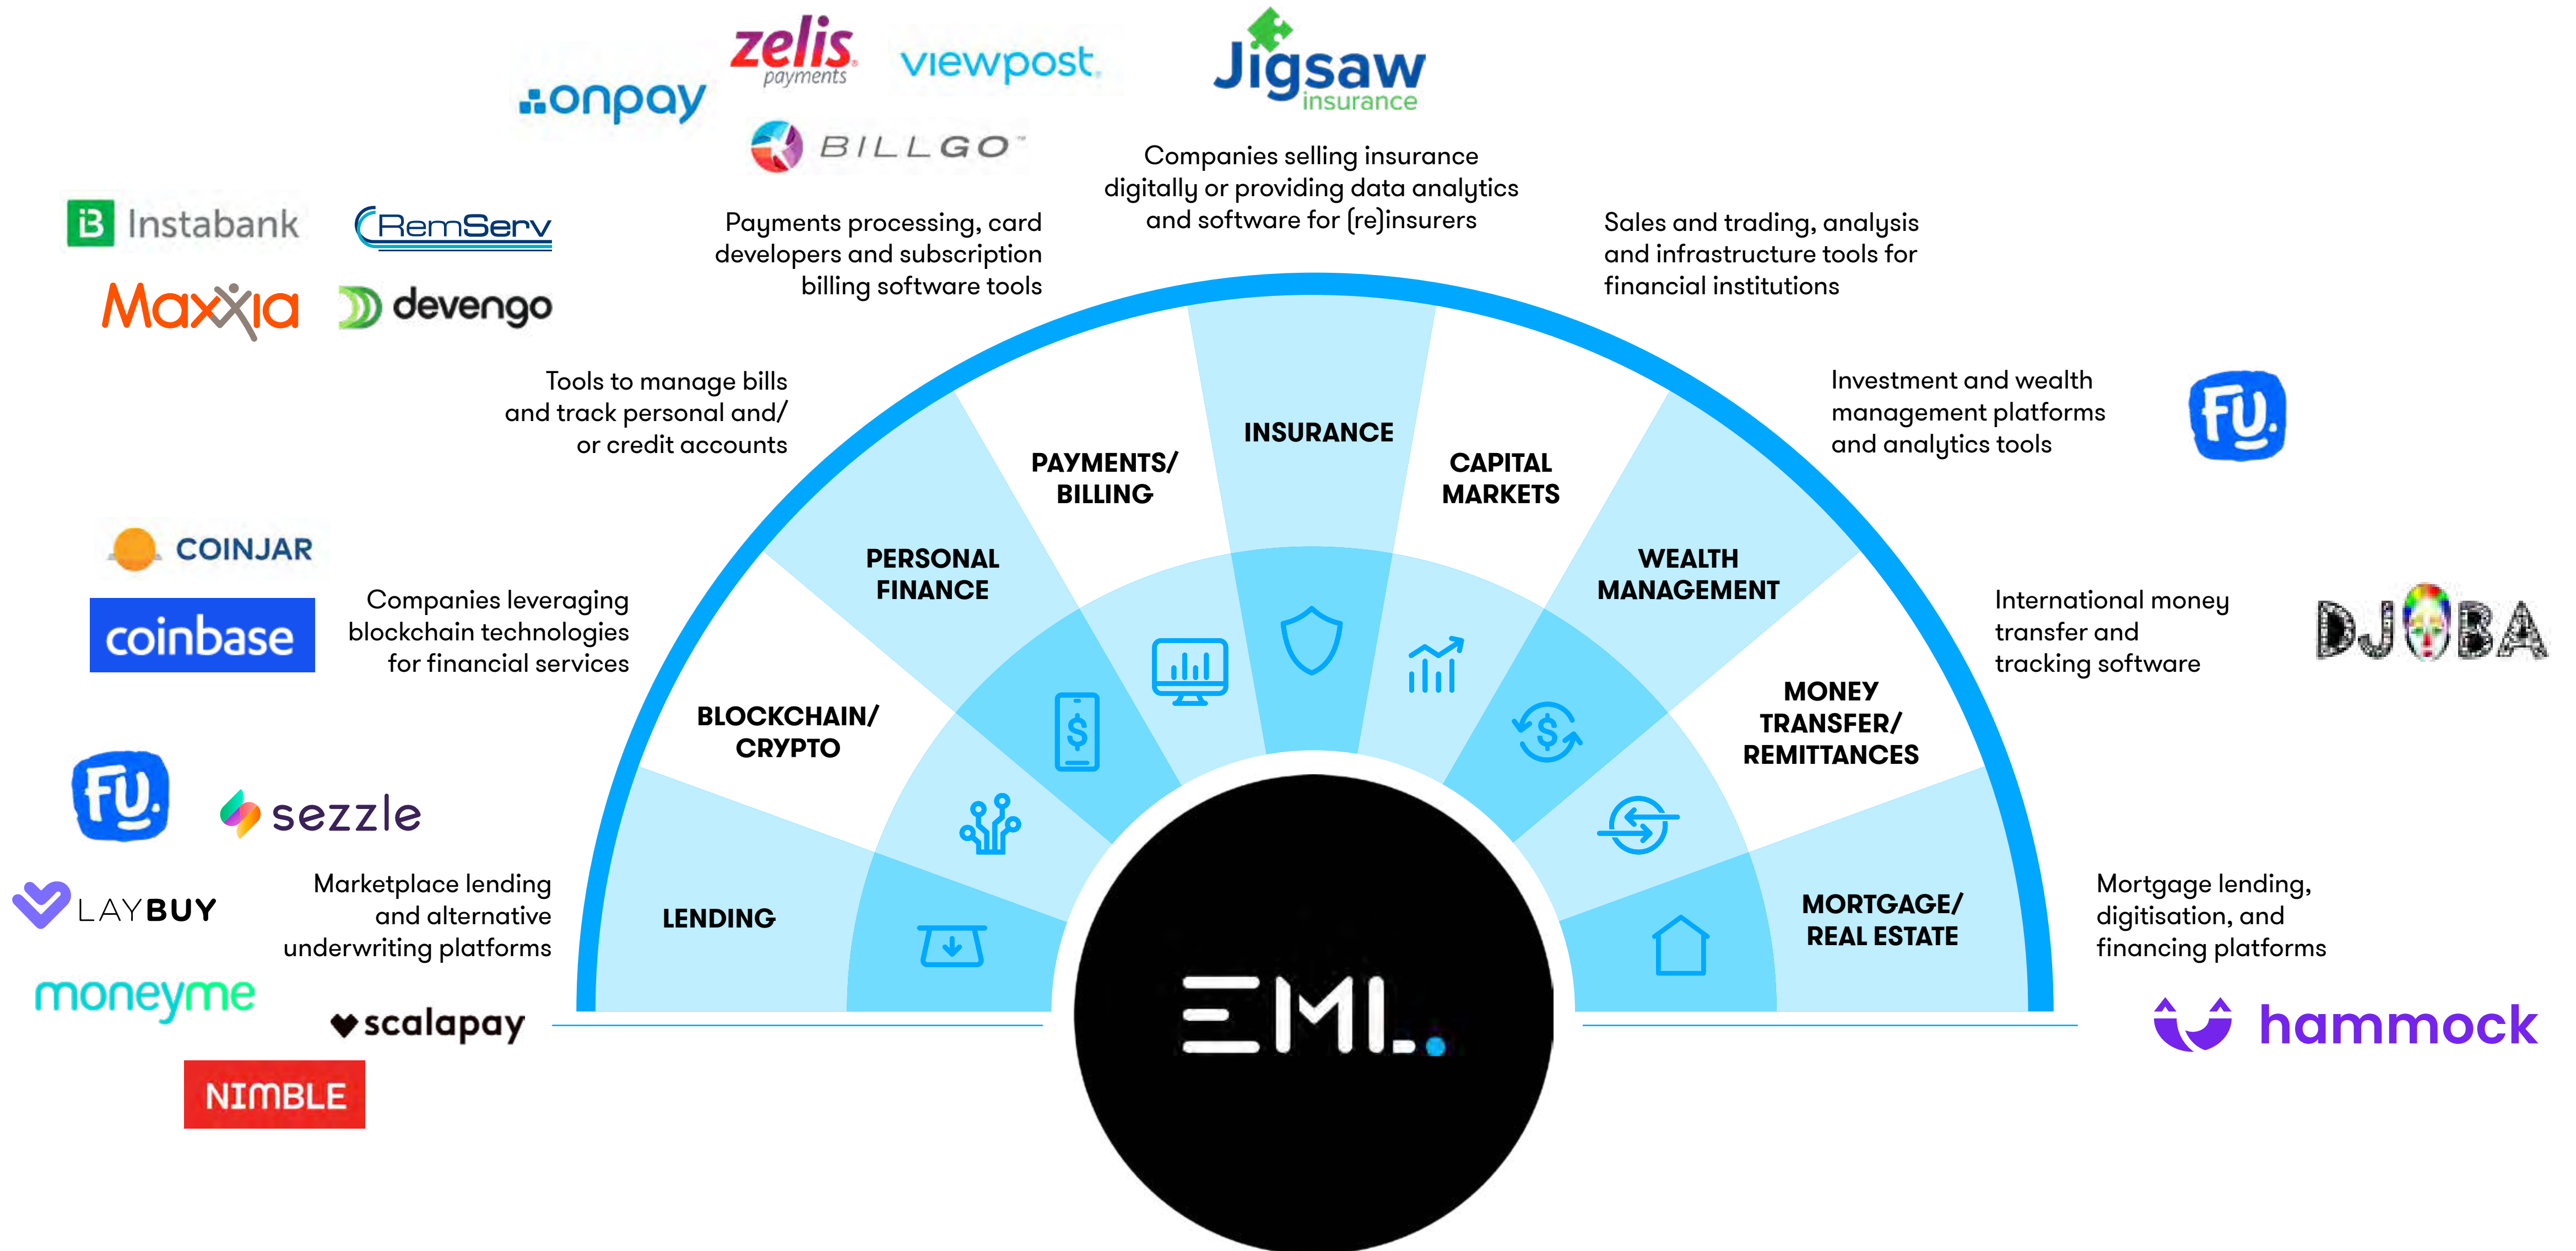 zelis
payments
viewpost
onpay
BILLGO™
Jigsaw
insurance
Companies selling insurance
digitally or providing data analytics
and software for (re)insurers
iB Instabank
RemServ
Maxxia
devengo
Payments processing, card
developers and subscription
billing software tools
Sales and trading, analysis
and infrastructure tools for
financial institutions
Tools to manage bills
and track personal and/
or credit accounts
Investment and wealth
management platforms
and analytics tools
FU.
COINJAR
coinbase
Companies leveraging
blockchain technologies
for financial services
International money
transfer and
tracking software
DJOBA
INSURANCE
PAYMENTS/
BILLING
CAPITAL
MARKETS
PERSONAL
FINANCE
WEALTH
MANAGEMENT
BLOCKCHAIN/
CRYPTO
MONEY
TRANSFER/
REMITTANCES
LENDING
MORTGAGE/
REAL ESTATE
$
$
FU.
sezzle
LAYBUY
Marketplace lending
and alternative
underwriting platforms
moneyme
scalapay
NIMBLE
EML.
Mortgage lending,
digitisation, and
financing platforms
hammock